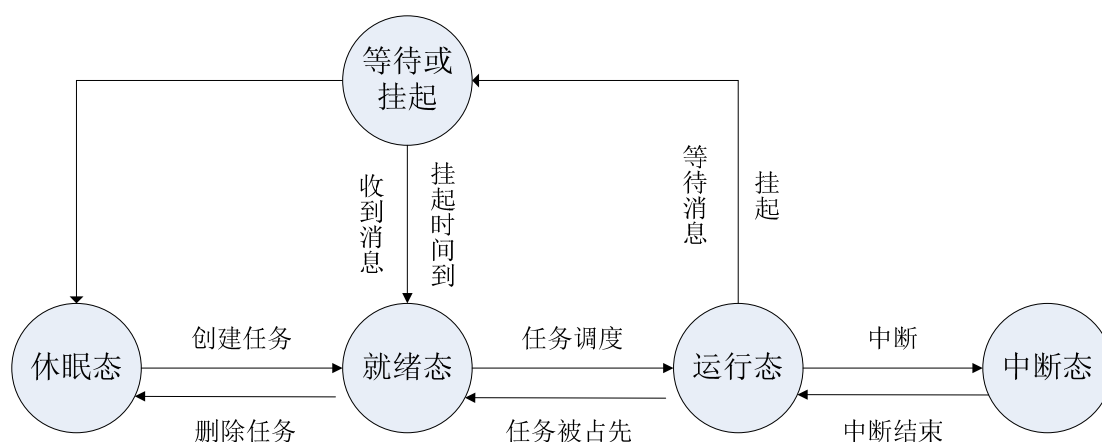 等待或
挂起
收到消息
挂起时间到
等待消息
挂起
休眠态
创建任务
删除任务
就绪态
任务调度
任务被占先
运行态
中断
中断结束
中断态